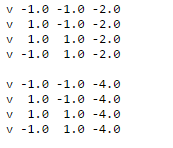 v -1.0 -1.0 -2.0
v  1.0 -1.0 -2.0
v  1.0  1.0 -2.0
v -1.0  1.0 -2.0

v -1.0 -1.0 -4.0
v  1.0 -1.0 -4.0
v  1.0  1.0 -4.0
v -1.0  1.0 -4.0